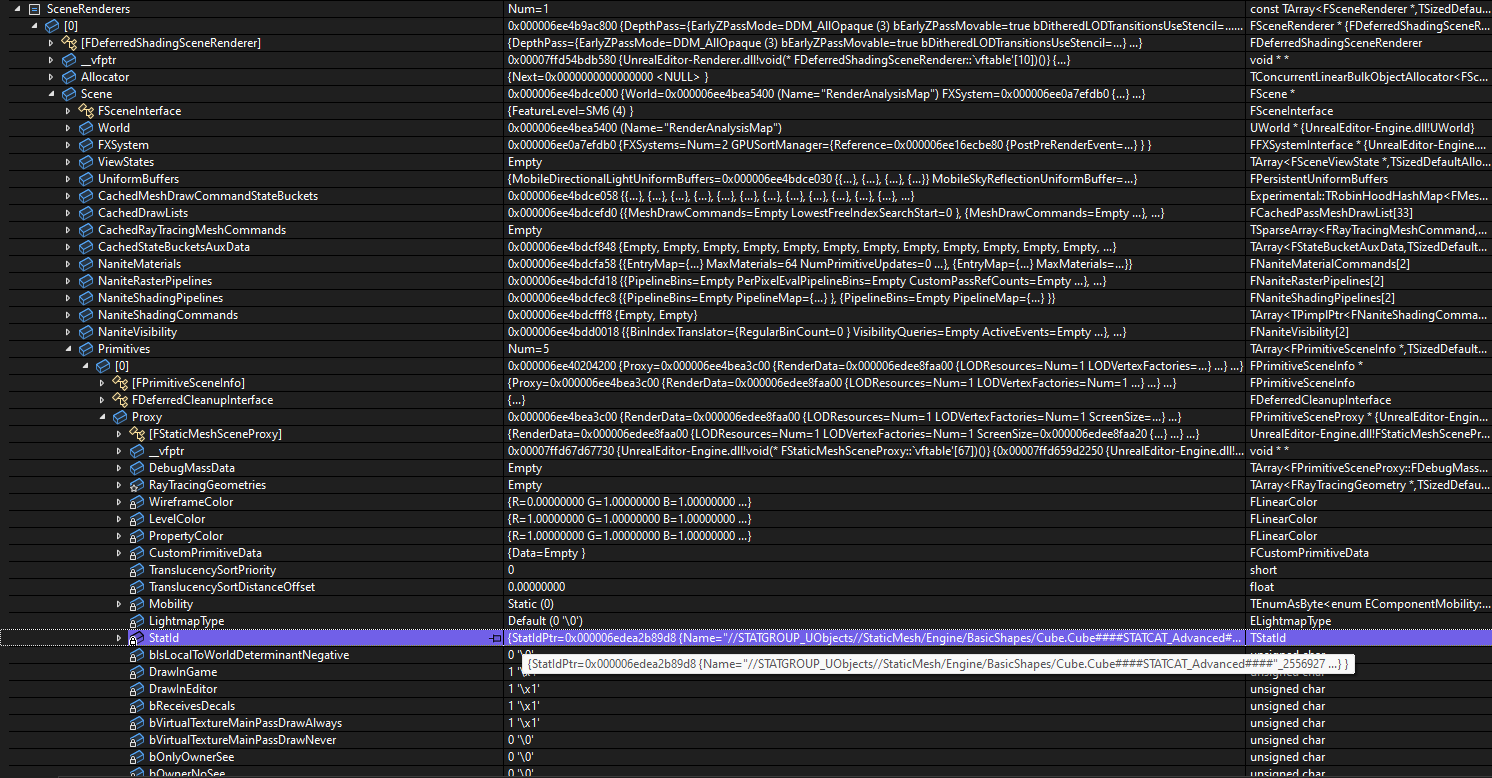 SceneRenderers Num=1 const TArray<FSceneRenderer *,TSizedDefau...
[0] 0x000006ee4b9ac800 {DepthPass={EarlyZPassMode=DDM_AllOpaque (3) bEarlyZPassMovable=true bDitheredLODTransitionsUseStencil=...... FSceneRenderer * {FDeferredShadingSceneR...
[FDeferredShadingSceneRenderer] {DepthPass={EarlyZPassMode=DDM_AllOpaque (3) bEarlyZPassMovable=true bDitheredLODTransitionsUseStencil=...} ...} FDeferredShadingSceneRenderer
__vfptr 0x00007ffd54bdb580 {UnrealEditor-Renderer.dll!void(* FDeferredShadingSceneRenderer::`vftable'[10])()} {...} void * *
Allocator {Next=0x0000000000000000 <NULL> } TConcurrentLinearBulkObjectAllocator<FSc...
Scene 0x000006ee4bdce000 {World=0x000006ee4bea5400 (Name="RenderAnalysisMap") FXSystem=0x000006ee0a7efdb0 {...} ...} FScene *
FSceneInterface {FeatureLevel=SM6 (4) } FSceneInterface
World 0x000006ee4bea5400 (Name="RenderAnalysisMap") UWorld * {UnrealEditor-Engine.dll!UWorld}
FXSystem 0x000006ee0a7efdb0 {FXSystems=Num=2 GPUSortManager={Reference=0x000006ee16ecbe80 {PostPreRenderEvent=...} } } FFXSystemInterface * {UnrealEditor-Engine....
ViewStates Empty TArray<FSceneViewState *,TSizedDefaultAllo...
UniformBuffers {MobileDirectionalLightUniformBuffers=0x000006ee4bdce030 {{...}, {...}, {...}, {...}} MobileSkyReflectionUniformBuffer=...} FPersistentUniformBuffers
CachedMeshDrawCommandStateBuckets 0x000006ee4bdce058 {{...}, {...}, {...}, {...}, {...}, {...}, {...}, {...}, {...}, {...}, ...} Experimental::TRobinHoodHashMap<FMes...
CachedDrawLists 0x000006ee4bdcefd0 {{MeshDrawCommands=Empty LowestFreeIndexSearchStart=0 }, {MeshDrawCommands=Empty ...}, ...} FCachedPassMeshDrawList[33]
CachedRayTracingMeshCommands Empty TSparseArray<FRayTracingMeshCommand,...
CachedStateBucketsAuxData 0x000006ee4bdcf848 {Empty, Empty, Empty, Empty, Empty, Empty, Empty, Empty, Empty, Empty, ...} TArray<FStateBucketAuxData,TSizedDefault...
NaniteMaterials 0x000006ee4bdcfa58 {{EntryMap={...} MaxMaterials=64 NumPrimitiveUpdates=0 ...}, {EntryMap={...} MaxMaterials=...}} FNaniteMaterialCommands[2]
NaniteRasterPipelines 0x000006ee4bdcfd18 {{PipelineBins=Empty PerPixelEvalPipelineBins=Empty CustomPassRefCounts=Empty ...}, ...} FNaniteRasterPipelines[2]
NaniteShadingPipelines 0x000006ee4bdcfec8 {{PipelineBins=Empty PipelineMap={...} }, {PipelineBins=Empty PipelineMap={...} }} FNaniteShadingPipelines[2]
NaniteShadingCommands 0x000006ee4bdcfff8 {Empty, Empty} TArray<TPimplPtr<FNaniteShadingComma...
NaniteVisibility 0x000006ee4bdd0018 {{BinIndexTranslator={RegularBinCount=0 } VisibilityQueries=Empty ActiveEvents=Empty ...}, ...} FNaniteVisibility[2]
Primitives Num=5 TArray<FPrimitiveSceneInfo *,TSizedDefault...
[0] 0x000006ee40204200 {Proxy=0x000006ee4bea3c00 {RenderData=0x000006edee8faa00 {LODResources=Num=1 LODVertexFactories=...} ...} ...} FPrimitiveSceneInfo *
[FPrimitiveSceneInfo] {Proxy=0x000006ee4bea3c00 {RenderData=0x000006edee8faa00 {LODResources=Num=1 LODVertexFactories=Num=1 ...} ...} ...} FPrimitiveSceneInfo
FDeferredCleanupInterface {...} FDeferredCleanupInterface
Proxy 0x000006ee4bea3c00 {RenderData=0x000006edee8faa00 {LODResources=Num=1 LODVertexFactories=Num=1 ScreenSize=...} ...} FPrimitiveSceneProxy * {UnrealEditor-Engin...
[FStaticMeshSceneProxy] {RenderData=0x000006edee8faa00 {LODResources=Num=1 LODVertexFactories=Num=1 ScreenSize=0x000006edee8faa20 {...} ...} ...} UnrealEditor-Engine.dll!FStaticMeshScenePr...
__vfptr 0x00007ffd67d67730 {UnrealEditor-Engine.dll!void(* FStaticMeshSceneProxy::`vftable'[67])()} {0x00007ffd659d2250 {UnrealEditor-Engine.dll!... void * *
DebugMassData Empty TArray<FPrimitiveSceneProxy::FDebugMass...
RayTracingGeometries Empty TArray<FRayTracingGeometry *,TSizedDefau...
WireframeColor {R=0.00000000 G=1.00000000 B=1.00000000 ...} FLinearColor
LevelColor {R=1.00000000 G=1.00000000 B=1.00000000 ...} FLinearColor
PropertyColor {R=1.00000000 G=1.00000000 B=1.00000000 ...} FLinearColor
CustomPrimitiveData {Data=Empty } FCustomPrimitiveData
TranslucencySortPriority 0 short
TranslucencySortDistanceOffset 0.00000000 float
Mobility Static (0) TEnumAsByte<enum EComponentMobility:...
LightmapType Default (0 '\0') ELightmapType
StatId {StatIdPtr=0x000006edea2b89d8 {Name="//STATGROUP_UObjects//StaticMesh/Engine/BasicShapes/Cube.Cube####STATCAT_Advanced#... TStatId
bIsLocalToWorldDeterminantNegative 0 '\0' unsigned char
{StatIdPtr=0x000006edea2b89d8 {Name="//STATGROUP_UObjects//StaticMesh/Engine/BasicShapes/Cube.Cube####STATCAT_Advanced####"_2556927 ...} }
DrawInGame 1 '\x1' unsigned char
DrawInEditor 1 '\x1' unsigned char
bReceivesDecals 1 '\x1' unsigned char
bVirtualTextureMainPassDrawAlways 1 '\x1' unsigned char
bVirtualTextureMainPassDrawNever 0 '\0' unsigned char
bOnlyOwnerSee 0 '\0' unsigned char
bOwnerNoSee 0 '\0' unsigned char